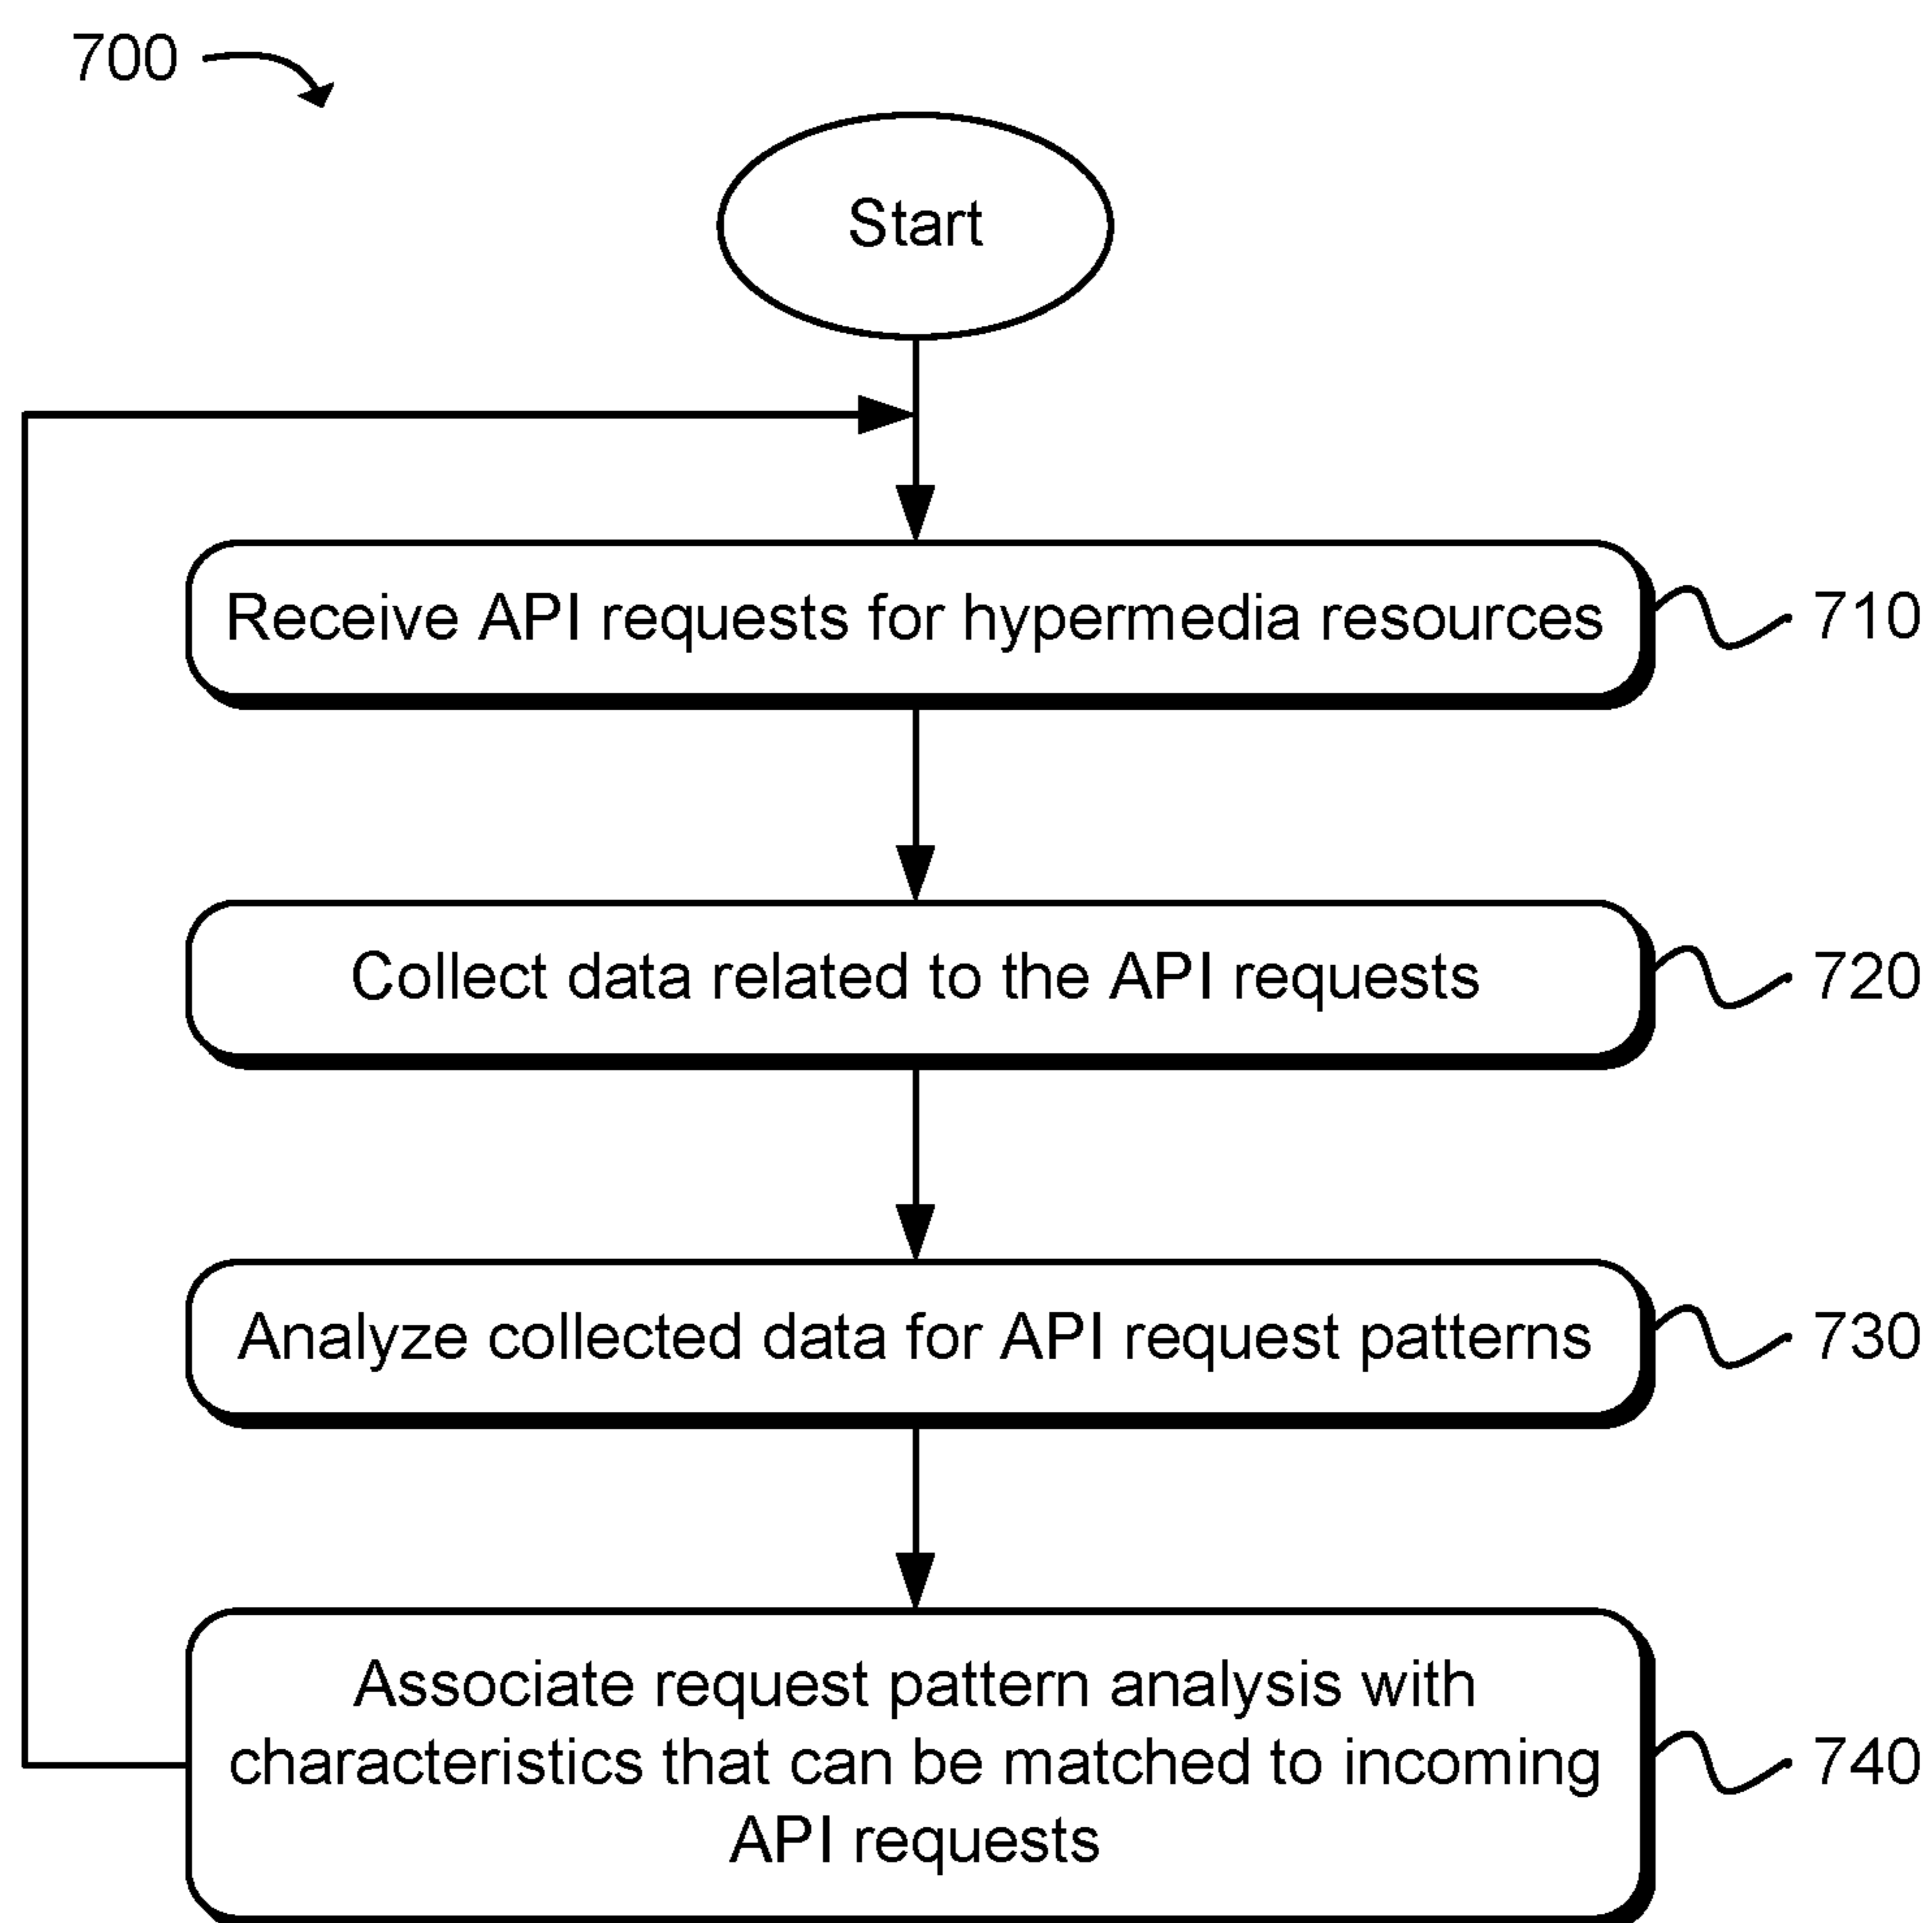 700
Start
Receive API requests for hypermedia resources
710
Collect data related to the API requests
720
Analyze collected data for API request patterns
730
Associate request pattern analysis with
characteristics that can be matched to incoming
API requests
740